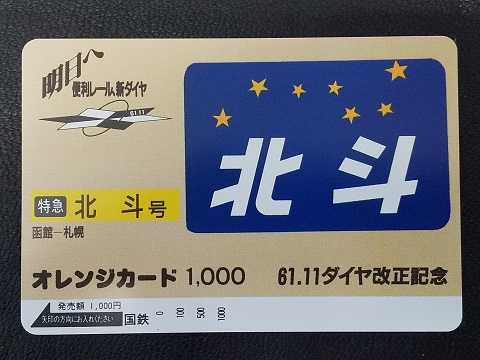 明日へ
便利レール、新ダイヤ
61.11
北斗
特急 北斗号
函館─札幌
オレンジカード 1,000
61.11ダイヤ改正記念
発売額 1,000円
矢印の方向にお入れください
国鉄
0 100 500 1000